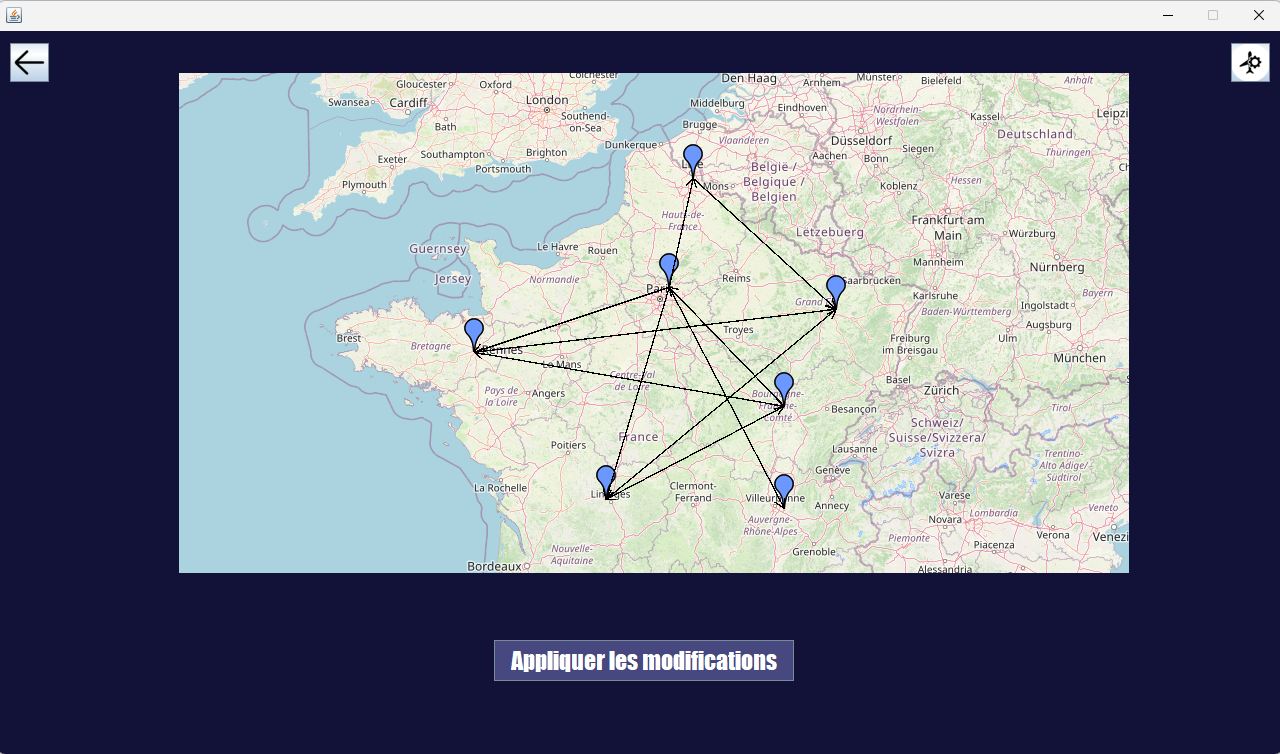 Colchester
Den Haag
Arnhem
Münster
Bielefeld
Anhalt
Gloucester
Oxford
Swansea
Cardiff
London
Middelburg
Eindhoven
Nordrhein-
Westfalen
Kassel
Leipzi
Bath
Southend-
on-Sea
Brugge
Deutschland
Exeter
Southampton
Brighton
Dunkerque
Vlaanderen
Düsseldorf
Siegen
Thüringen
Portsmouth
Aachen
Bonn
Plymouth
België /
Belgique /
Belgien
Mons
Koblenz
Hessen
Hauts-de-
France
Frankfurt am
Main
Lëtzebuerg
Würzburg
Guernsey
Le Havre
Rouen
Mannheim
Nürnberg
Jersey
Normandie
Reims
Saarbrücken
Paris
Grand
Karlsruhe
Bayern
Ingolstadt
Baden-Württemberg
Augsburg
Brest
Bretagne
Rennes
Troyes
Freiburg
im Breisgau
Ulm
München
Le Mans
Centre-Val
de Loire
Basel
Zürich
Pays de
la Loire
Angers
Bourgogne-
Franche-
Comté
Besançon
Tirol
Schweiz/
Suisse/Svizzera/
Svizra
Poitiers
France
Lausanne
Trentino-
Alto Adige/
Südtirol
Genève
La Rochelle
Limoges
Clermont-
Ferrand
Villeurbanne
Annecy
Varese
Lombardia
Veneto
Auvergne-
Rhône-Alpes
Novara
Verona
Venezi
Nouvelle-
Aquitaine
Grenoble
Piemonte
Piacenza
Bordeaux
Alessandria
Appliquer les modifications